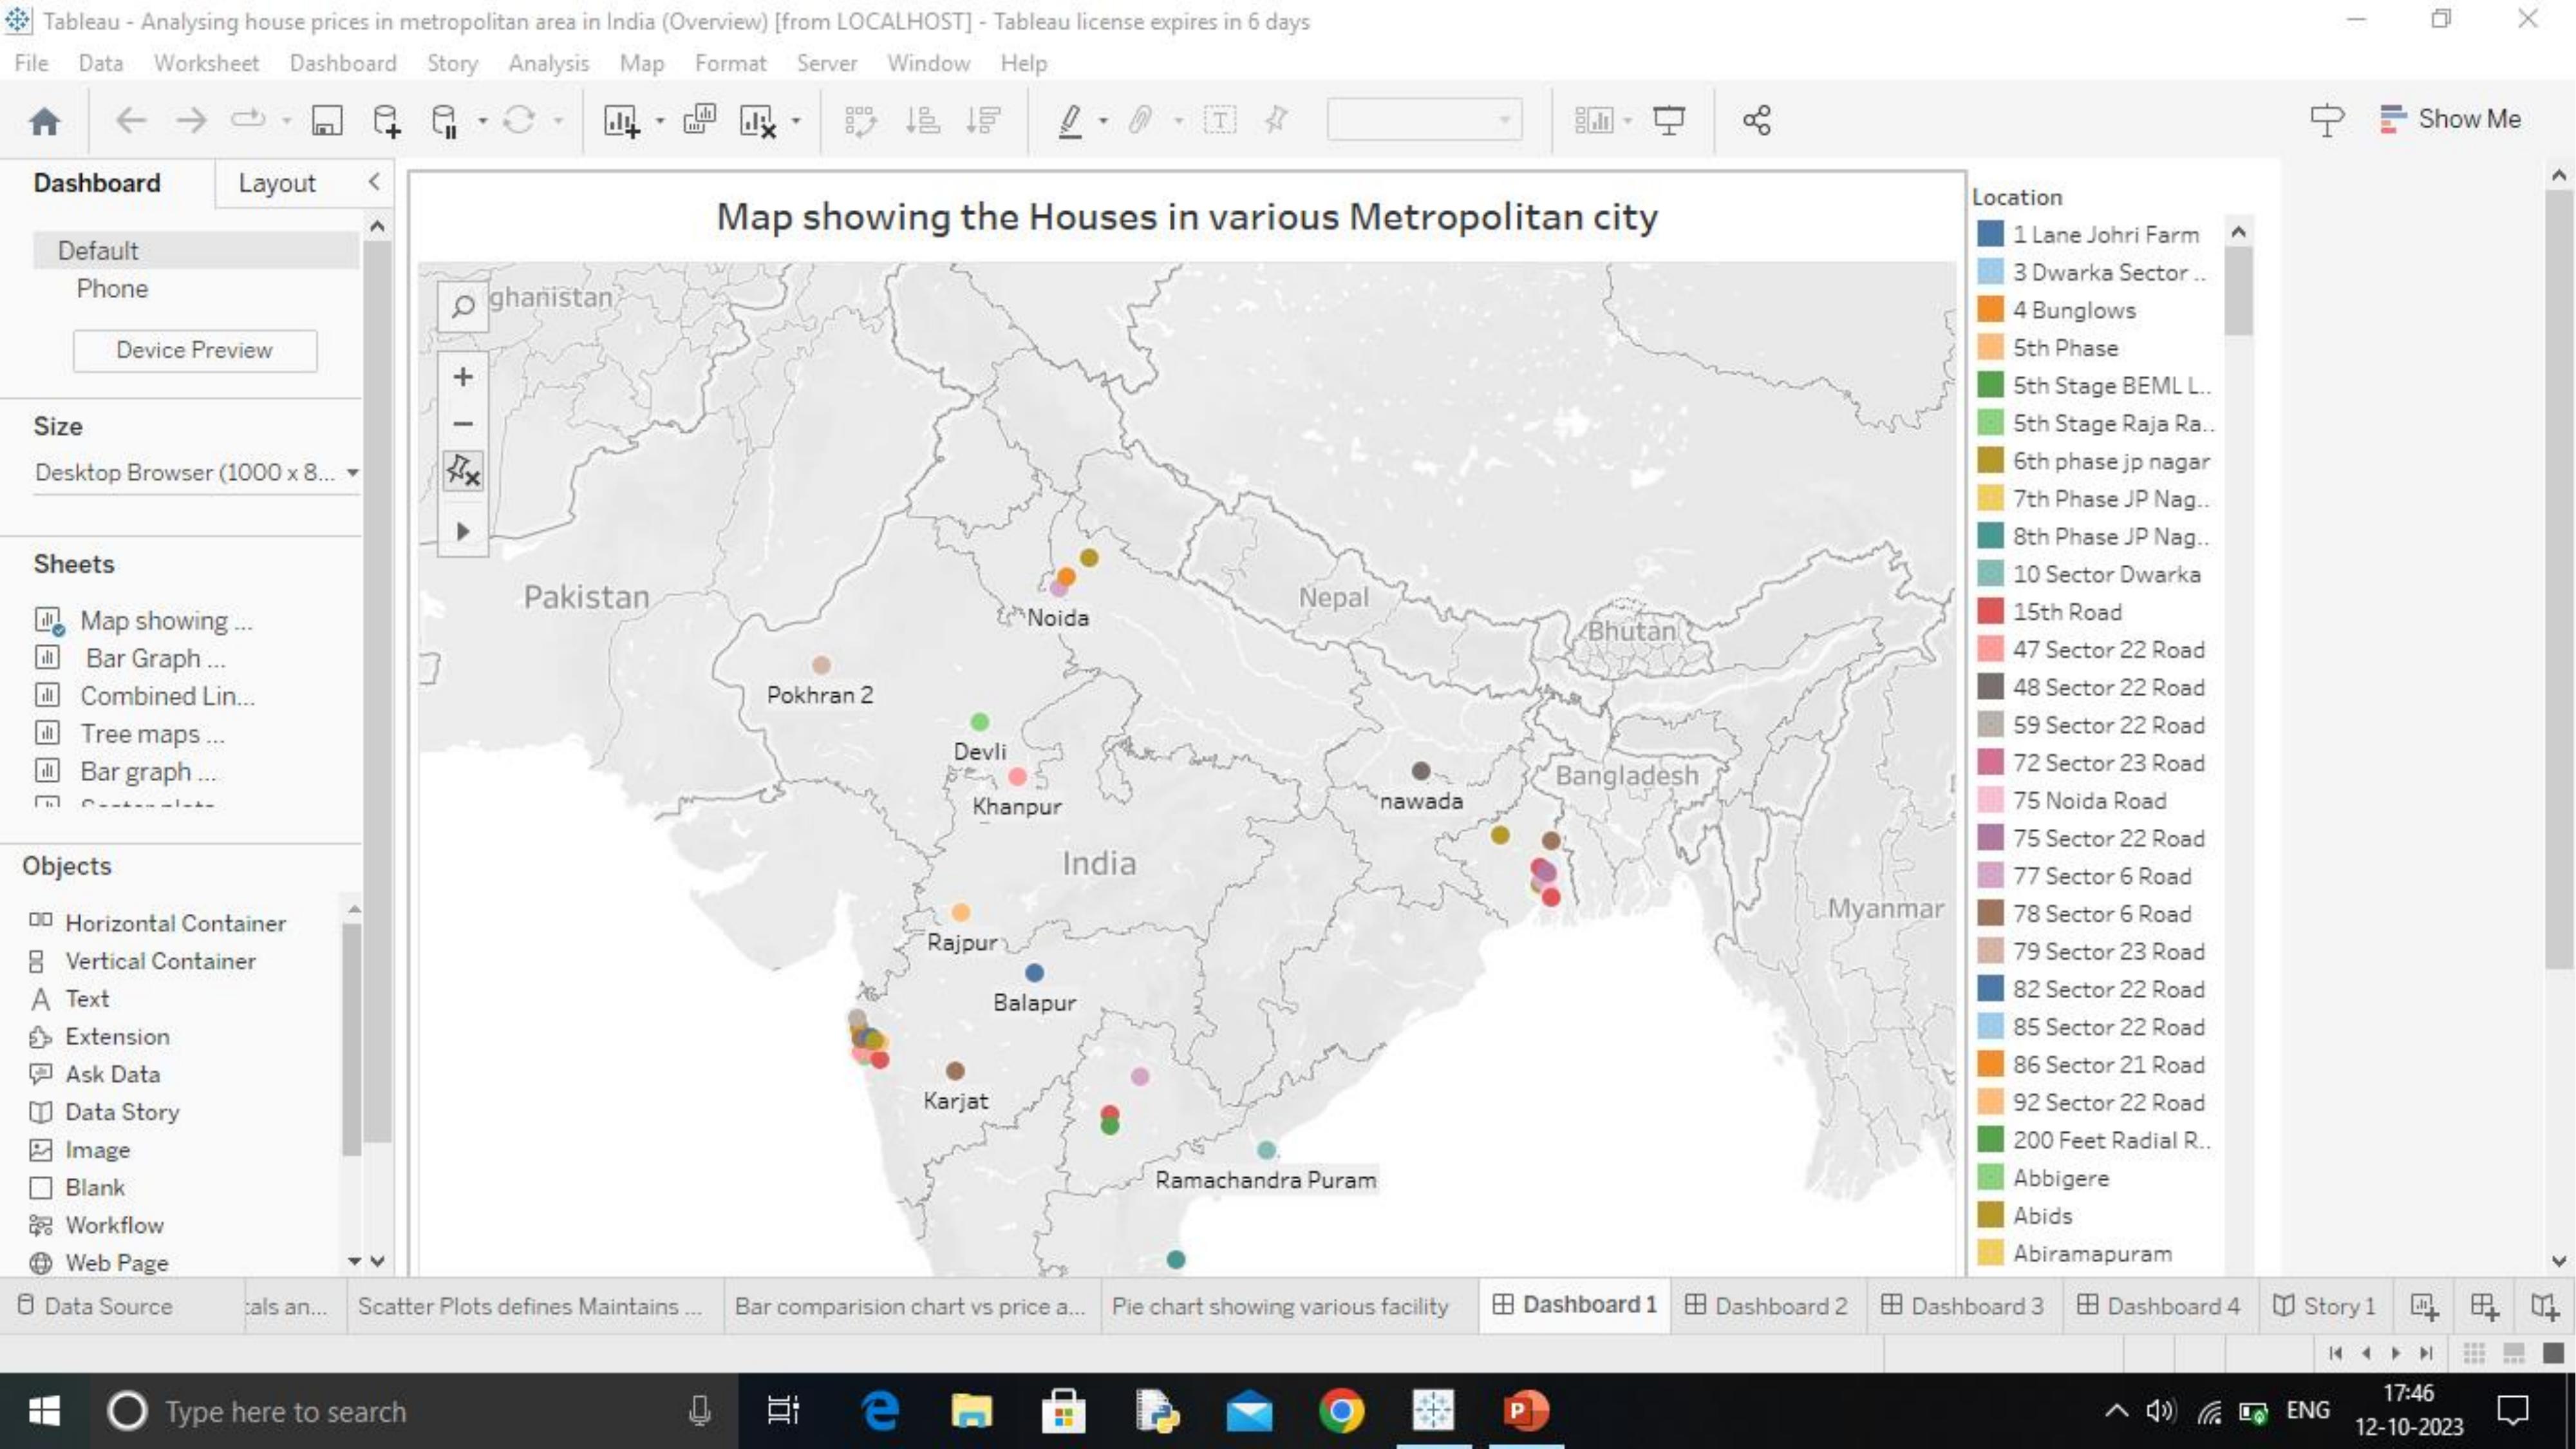 Tableau - Analysing house prices in metropolitan area in India (Overview) [from LOCALHOST] - Tableau license expires in 6 days
File Data Worksheet Dashboard Story Analysis Map Format Server Window Help
Show Me
Dashboard Layout
Default
Phone
Device Preview
Size
Desktop Browser (1000 x 8...
Sheets
Map showing ...
Bar Graph ...
Combined Lin...
Tree maps ...
Bar graph ...
Objects
Horizontal Container
Vertical Container
Text
Extension
Ask Data
Data Story
Image
Blank
Workflow
Web Page
Map showing the Houses in various Metropolitan city
ghanistan
Pakistan
Noida
Nepal
Bhutan
Pokhran 2
Devli
Khanpur
nawada
Bangladesh
India
Myanmar
Rajpur
Balapur
Karjat
Ramachandra Puram
Location
1 Lane Johri Farm
3 Dwarka Sector ..
4 Bunglows
5th Phase
5th Stage BEML L..
5th Stage Raja Ra..
6th phase jp nagar
7th Phase JP Nag..
8th Phase JP Nag..
10 Sector Dwarka
15th Road
47 Sector 22 Road
48 Sector 22 Road
59 Sector 22 Road
72 Sector 23 Road
75 Noida Road
75 Sector 22 Road
77 Sector 6 Road
78 Sector 6 Road
79 Sector 23 Road
82 Sector 22 Road
85 Sector 22 Road
86 Sector 21 Road
92 Sector 22 Road
200 Feet Radial R..
Abbigere
Abids
Abiramapuram
Data Source
:als an...
Scatter Plots defines Maintains ...
Bar comparision chart vs price a...
Pie chart showing various facility
Dashboard 1
Dashboard 2
Dashboard 3
Dashboard 4
Story 1
Type here to search
ENG
17:46
12-10-2023